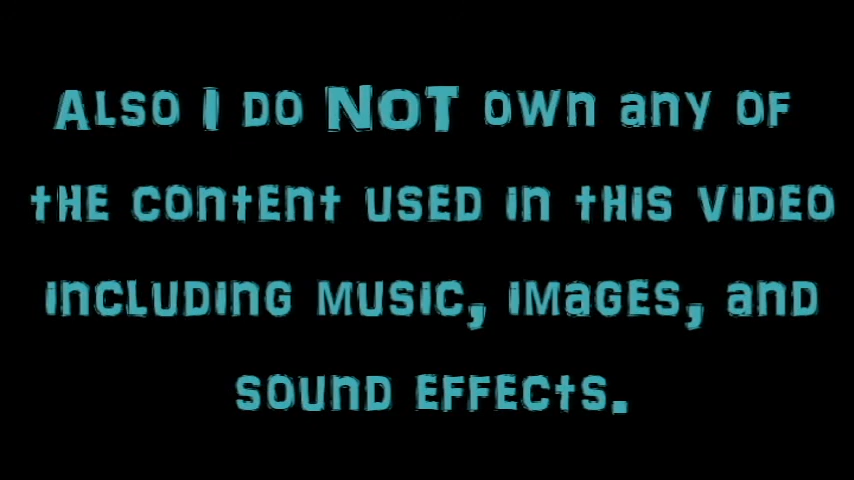 Also I do NOT own any of
the content used in this video
including music, images, and
sound effects.